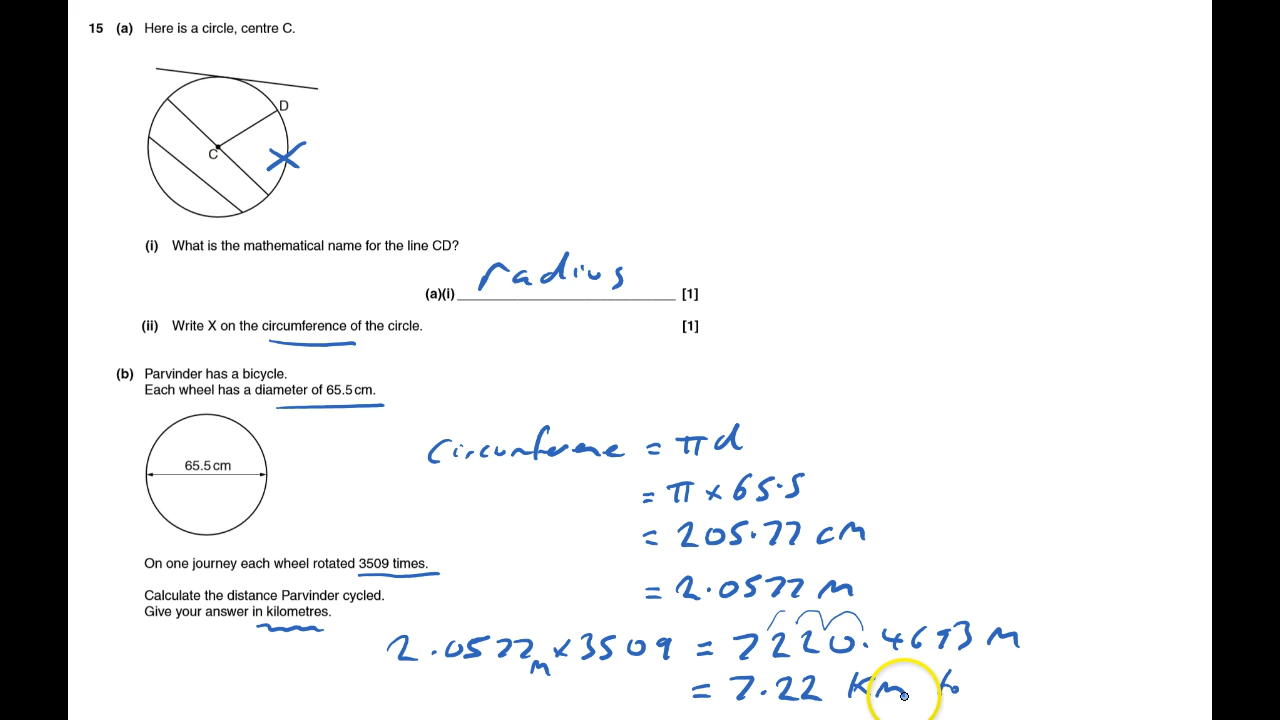 15 (a) Here is a circle, centre C.
D
C
X
(i) What is the mathematical name for the line CD?
radius
(a)(i) [1]
(ii) Write X on the circumference of the circle. [1]
(b) Parvinder has a bicycle.
Each wheel has a diameter of 65.5 cm.
65.5 cm
Circumference = πd
= π × 65.5
= 205.77 cm
= 2.0577 m
On one journey each wheel rotated 3509 times.
Calculate the distance Parvinder cycled.
Give your answer in kilometres.
2.0577 m × 3509 = 7220.4693 m
= 7.22 km to